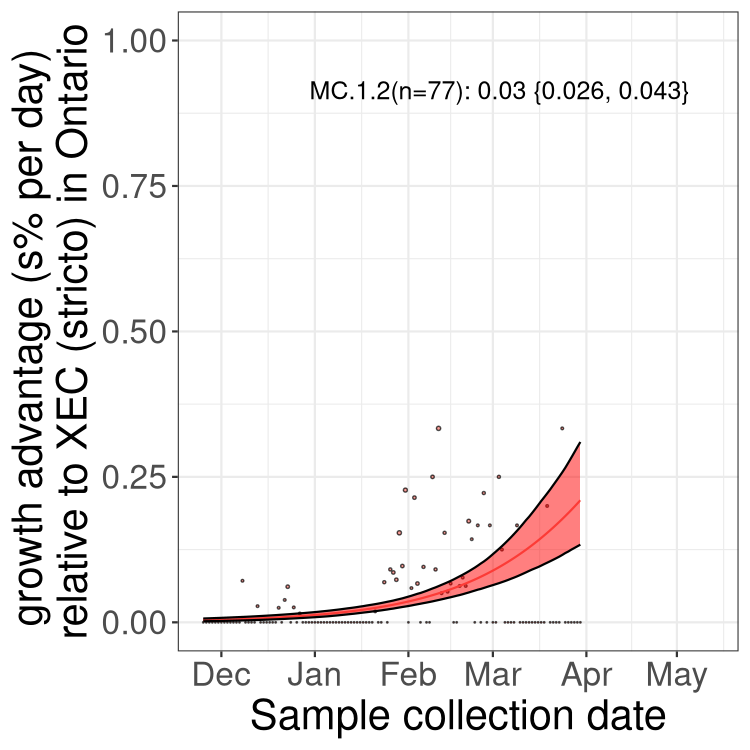 growth advantage (s% per day)
relative to XEC (stricto) in Ontario
1.00
0.75
0.50
0.25
0.00
MC.1.2(n=77): 0.03 {0.026, 0.043}
Dec Jan Feb Mar Apr May
Sample collection date